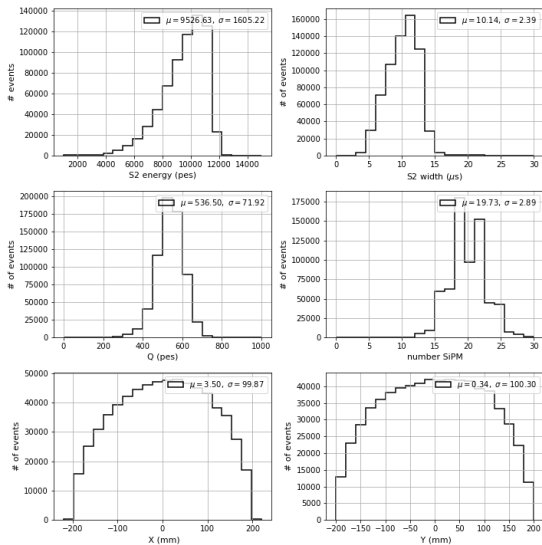 μ = 9526.63, σ = 1605.22
140000
120000
100000
80000
60000
40000
20000
0
# events
0 2000 4000 6000 8000 10000 12000 14000
S2 energy (pes)
μ = 10.14, σ = 2.39
160000
140000
120000
100000
80000
60000
40000
20000
0
# of events
0 5 10 15 20 25 30
S2 width (μs)
μ = 536.50, σ = 71.92
200000
175000
150000
125000
100000
75000
50000
25000
0
# of events
0 200 400 600 800 1000
Q (pes)
μ = 19.73, σ = 2.89
175000
150000
125000
100000
75000
50000
25000
0
# of events
0 5 10 15 20 25 30
number SiPM
μ = 3.50, σ = 99.87
50000
40000
30000
20000
10000
0
# of events
−200 −100 0 100 200
X (mm)
μ = 0.34, σ = 100.30
40000
35000
30000
25000
20000
15000
10000
5000
0
# of events
−200 −150 −100 −50 0 50 100 150 200
Y (mm)